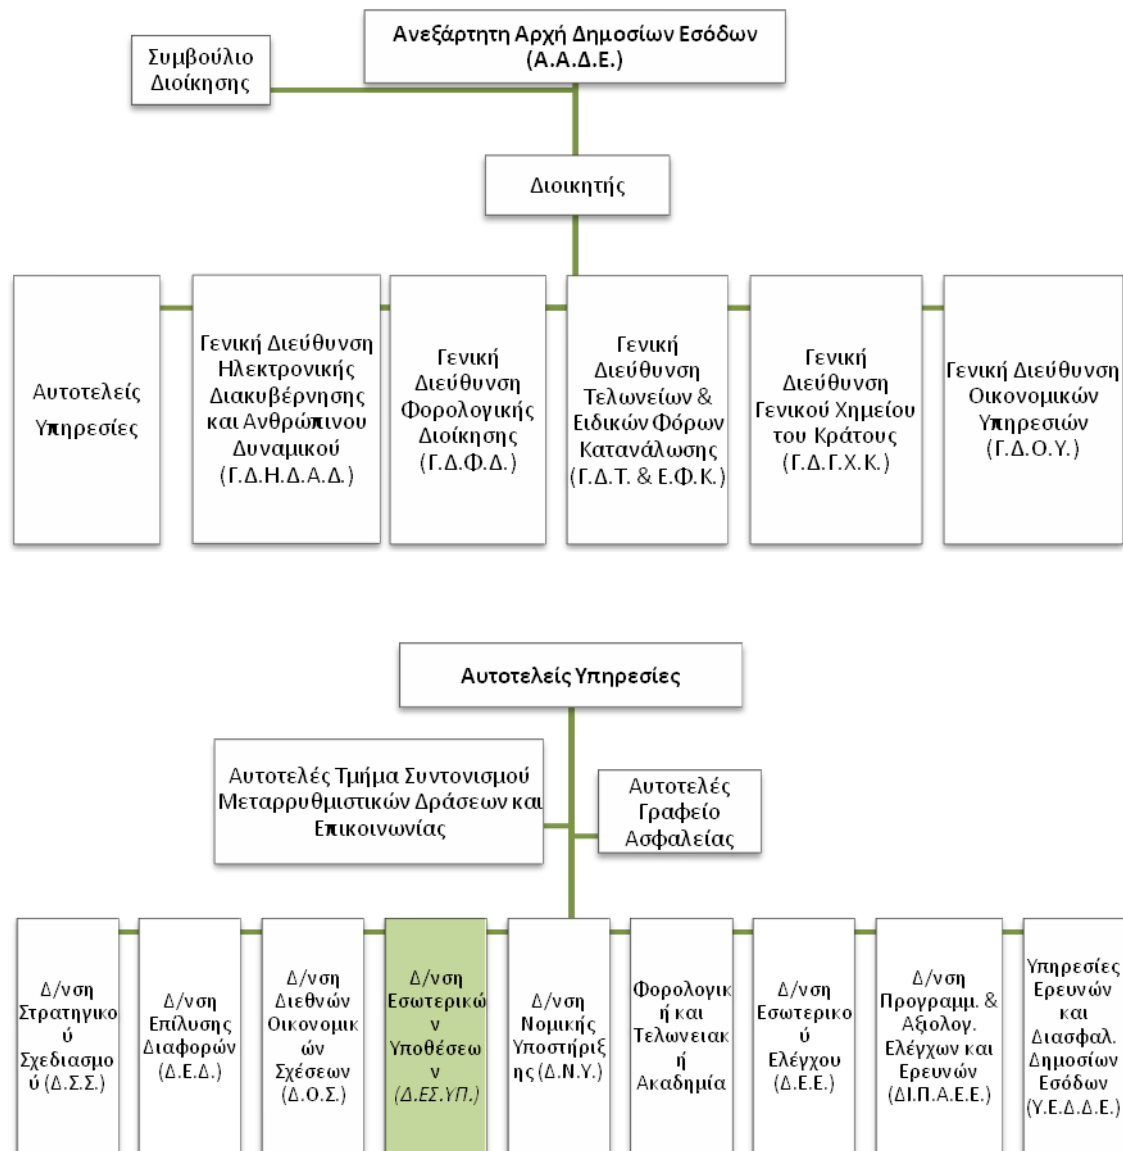 Ανεξάρτητη Αρχή Δημοσίων Εσόδων
(Α.Α.Δ.Ε.)
Συμβούλιο
Διοίκησης
Διοικητής
Αυτοτελείς
Υπηρεσίες
Γενική Διεύθυνση
Ηλεκτρονικής
Διακυβέρνησης
και Ανθρώπινου
Δυναμικού
(Γ.Δ.Η.Δ.Α.Δ.)
Γενική
Διεύθυνση
Φορολογικής
Διοίκησης
(Γ.Δ.Φ.Δ.)
Γενική
Διεύθυνση
Τελωνείων &
Ειδικών Φόρων
Κατανάλωσης
(Γ.Δ.Τ. & Ε.Φ.Κ.)
Γενική
Διεύθυνση
Γενικού Χημείου
του Κράτους
(Γ.Δ.Γ.Χ.Κ.)
Γενική Διεύθυνση
Οικονομικών
Υπηρεσιών
(Γ.Δ.Ο.Υ.)
Αυτοτελείς Υπηρεσίες
Αυτοτελές Τμήμα Συντονισμού
Μεταρρυθμιστικών Δράσεων και
Επικοινωνίας
Αυτοτελές
Γραφείο
Ασφαλείας
Δ/νση
Στρατηγικο
ύ
Σχεδιασμο
ύ (Δ.Σ.Σ.)
Δ/νση
Επίλυσης
Διαφορών
(Δ.Ε.Δ.)
Δ/νση
Διεθνών
Οικονομικ
ών
Σχέσεων
(Δ.Ο.Σ.)
Δ/νση
Εσωτερικώ
ν
Υποθέσεω
ν
(Δ.ΕΣ.ΥΠ.)
Δ/νση
Νομικής
Υποστήριξ
ης (Δ.Ν.Υ.)
Φορολογικ
ή και
Τελωνειακ
ή
Ακαδημία
Δ/νση
Εσωτερικο
ύ
Ελέγχου
(Δ.Ε.Ε.)
Δ/νση
Προγραμμ. &
Αξιολογ.
Ελέγχων και
Ερευνών
(ΔΙ.Π.Α.Ε.Ε.)
Υπηρεσίες
Ερευνών
και
Διασφαλ.
Δημοσίων
Εσόδων
(Υ.Ε.Δ.Δ.Ε.)